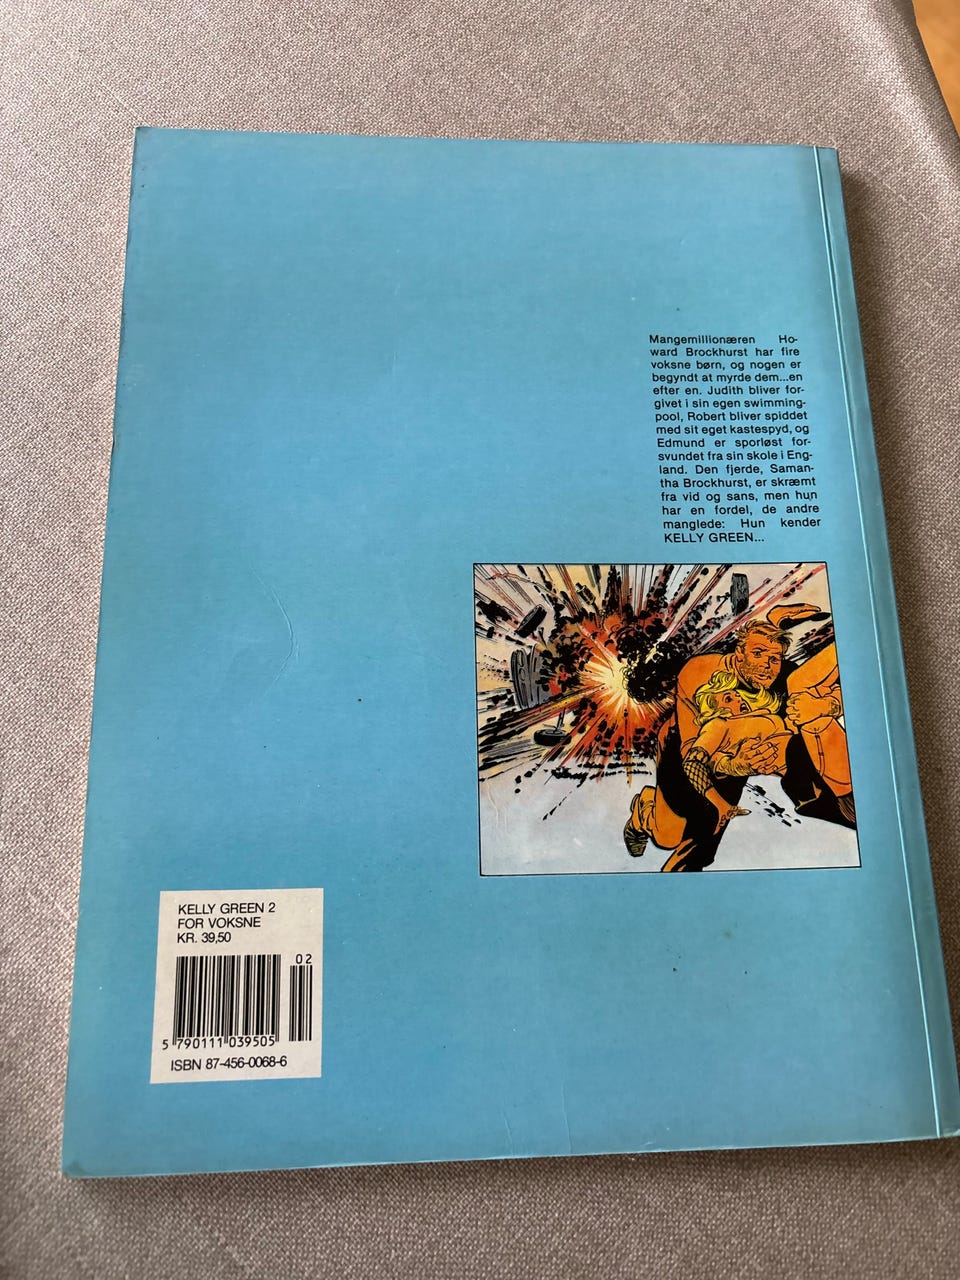 Mangemillionæren Ho-
ward Brockhurst har fire
voksne børn, og nogen er
begyndt at myrde dem...en
efter en. Judith bliver for-
givet i sin egen swimming-
pool, Robert bliver spiddet
med sit eget kastespyd, og
Edmund er sporløst for-
svundet fra sin skole i Eng-
land. Den fjerde, Saman-
tha Brockhurst, er skræmt
fra vid og sans, men hun
har en fordel, de andre
manglede: Hun kender
KELLY GREEN...
KELLY GREEN 2
FOR VOKSNE
KR. 39,50
02
5 790111 039505
ISBN 87-456-0068-6